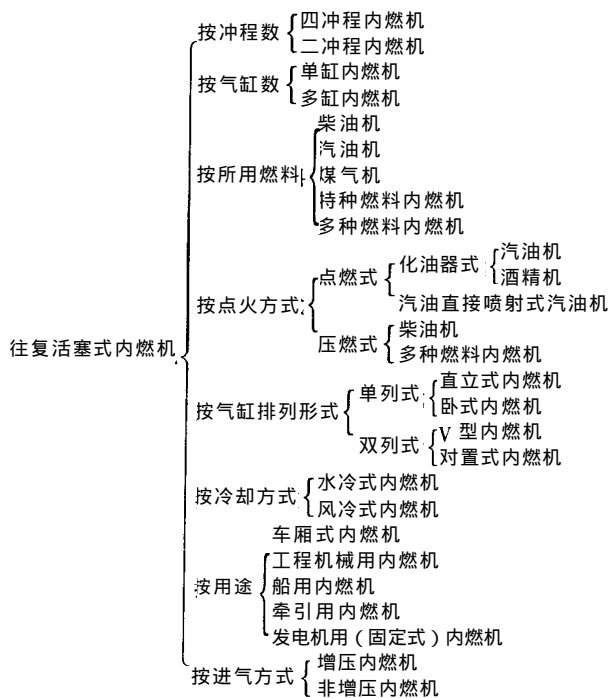 往复活塞式内燃机
按冲程数
四冲程内燃机
二冲程内燃机
按气缸数
单缸内燃机
多缸内燃机
按所用燃料
柴油机
汽油机
煤气机
特种燃料内燃机
多种燃料内燃机
按点火方式
点燃式
化油器式
汽油机
酒精机
汽油直接喷射式汽油机
压燃式
柴油机
多种燃料内燃机
按气缸排列形式
单列式
直立式内燃机
卧式内燃机
双列式
V型内燃机
对置式内燃机
按冷却方式
水冷式内燃机
风冷式内燃机
按用途
车厢式内燃机
工程机械用内燃机
船用内燃机
牵引用内燃机
发电机用(固定式)内燃机
按进气方式
增压内燃机
非增压内燃机